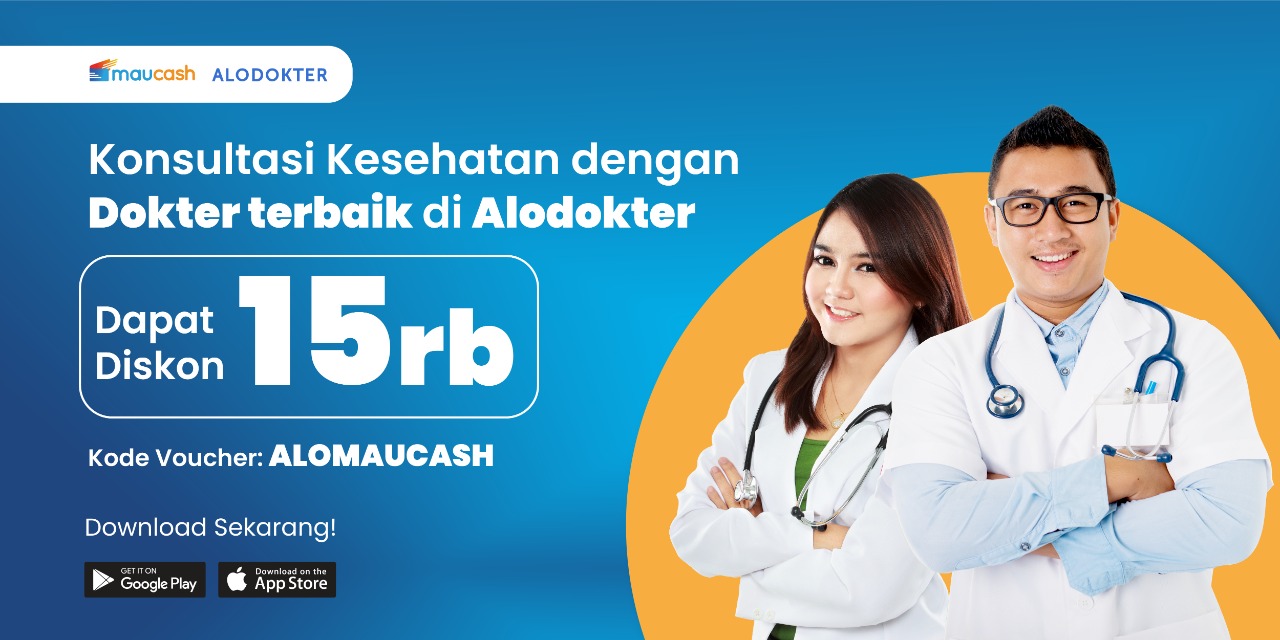 maucash ALODOKTER
Konsultasi Kesehatan dengan
Dokter terbaik di Alodokter
Dapat
Diskon
15rb
Kode Voucher: ALOMAUCASH
Download Sekarang!
GET IT ON
Google Play
Download on the
App Store